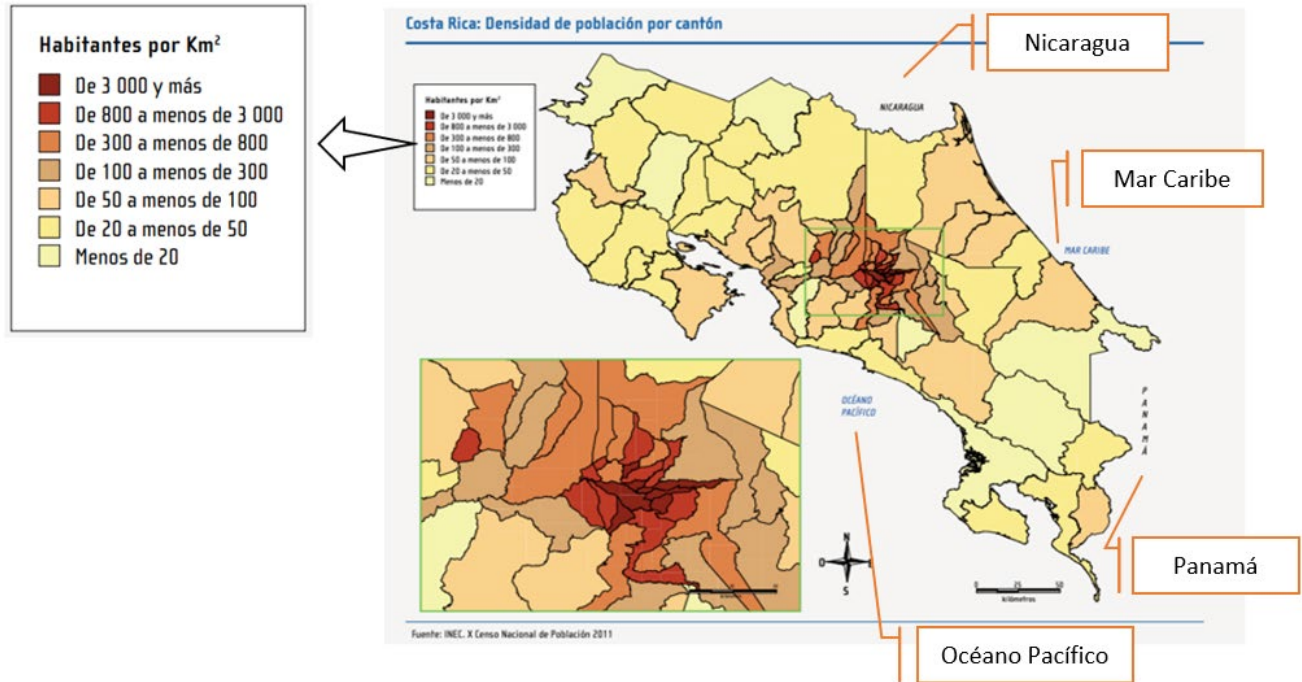 Habitantes por Km²
De 3 000 y más
De 800 a menos de 3 000
De 300 a menos de 800
De 100 a menos de 300
De 50 a menos de 100
De 20 a menos de 50
Menos de 20
Costa Rica: Densidad de población por cantón
Nicaragua
Habitantes por Km²
De 3 000 y más
De 800 a menos de 3 000
De 300 a menos de 800
De 100 a menos de 300
De 50 a menos de 100
De 20 a menos de 50
Menos de 20
NICARAGUA
Mar Caribe
MAR CARIBE
OCÉANO
PACÍFICO
PANAMÁ
N
O
E
S
0 25 50
kilómetros
Panamá
Fuente: INEC. X Censo Nacional de Población 2011
Océano Pacífico